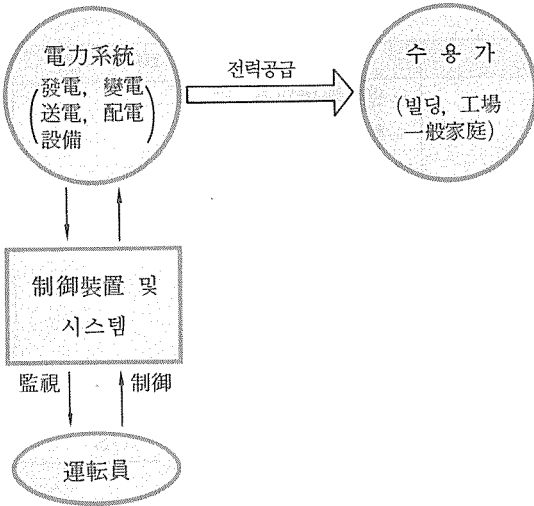 電力系統
(發電, 變電
送電, 配電
設備)
전력공급
수 용 가
(빌딩, 工場
一般家庭)
制御裝置 및
시스템
監視
制御
運転員